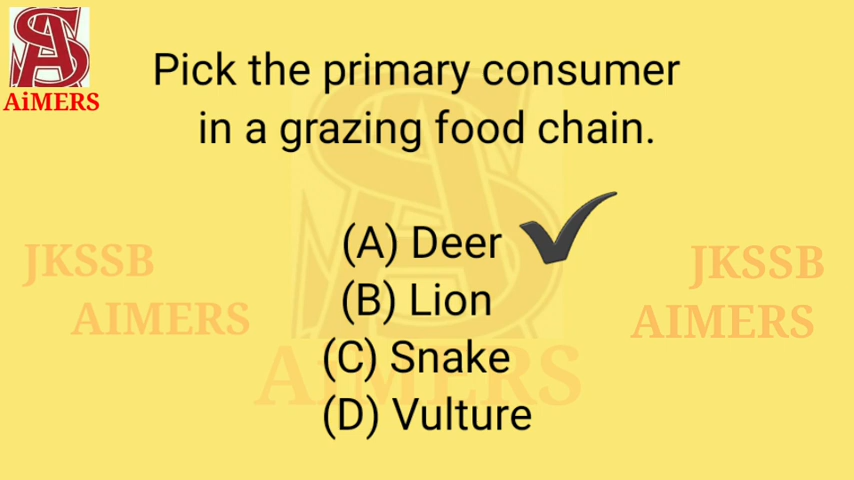 AiMERS
Pick the primary consumer
in a grazing food chain.
(A) Deer
(B) Lion
(C) Snake
(D) Vulture
JKSSB
AIMERS
JKSSB
AIMERS
AiMERS